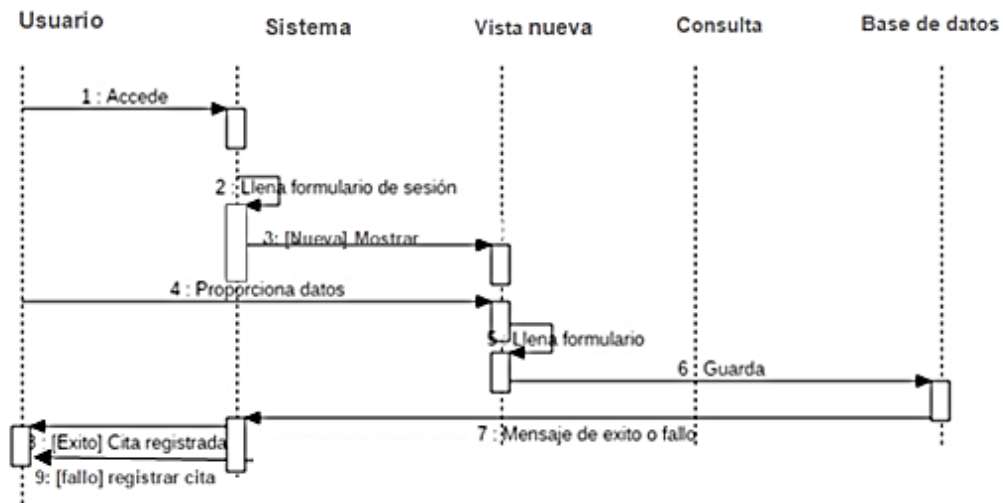 Usuario
Sistema
Vista nueva
Consulta
Base de datos
1 : Accede
2 : Llena formulario de sesión
3: [Nueva] Mostrar
4 : Proporciona datos
5 : Llena formulario
6 : Guarda
7 : Mensaje de exito o fallo
8 : [Exito] Cita registrada
9: [fallo] registrar cita